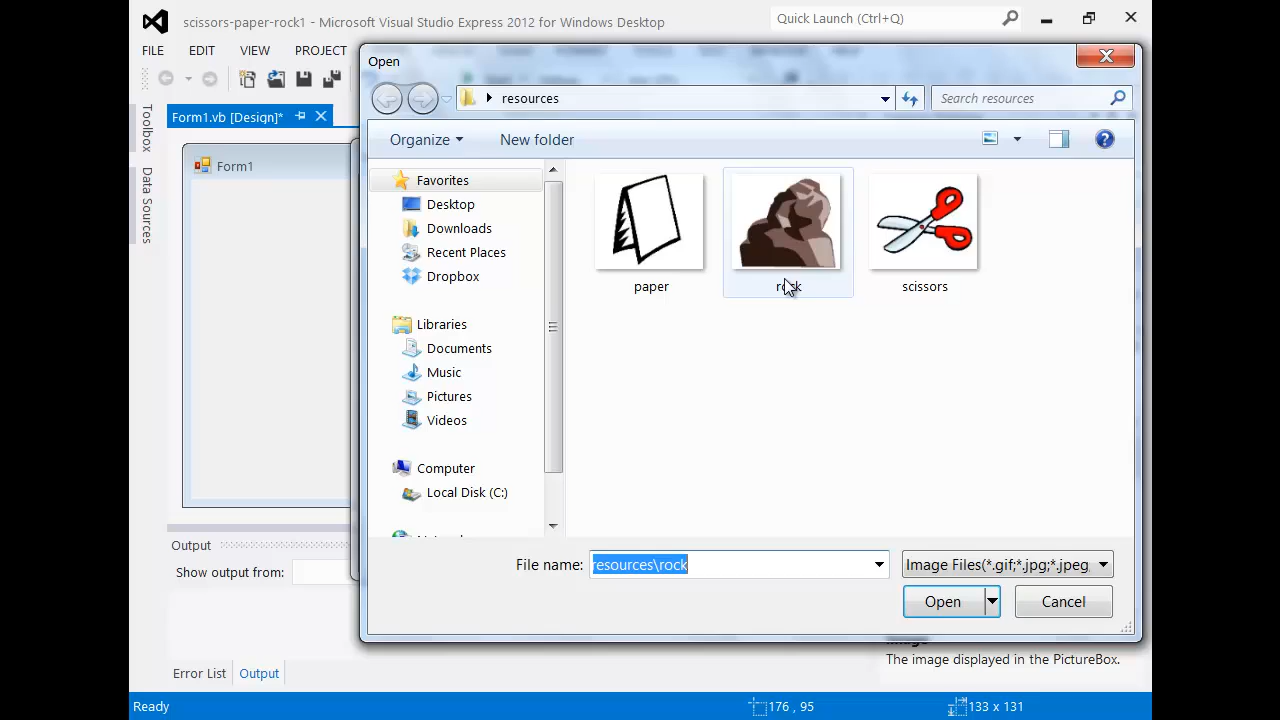 scissors-paper-rock1 - Microsoft Visual Studio Express 2012 for Windows Desktop
Quick Launch (Ctrl+Q)
FILE EDIT VIEW PROJECT
Open
resources
Search resources
Form1.vb [Design]*
Organize New folder
Toolbox
Data Sources
Form1
Favorites
Desktop
Downloads
Recent Places
Dropbox
Libraries
Documents
Music
Pictures
Videos
Computer
Local Disk (C:)
paper rock scissors
File name: resources\rock
Image Files(*.gif;*.jpg;*.jpeg
Open Cancel
Output
Show output from:
The image displayed in the PictureBox.
Error List Output
Ready 176 , 95 133 x 131